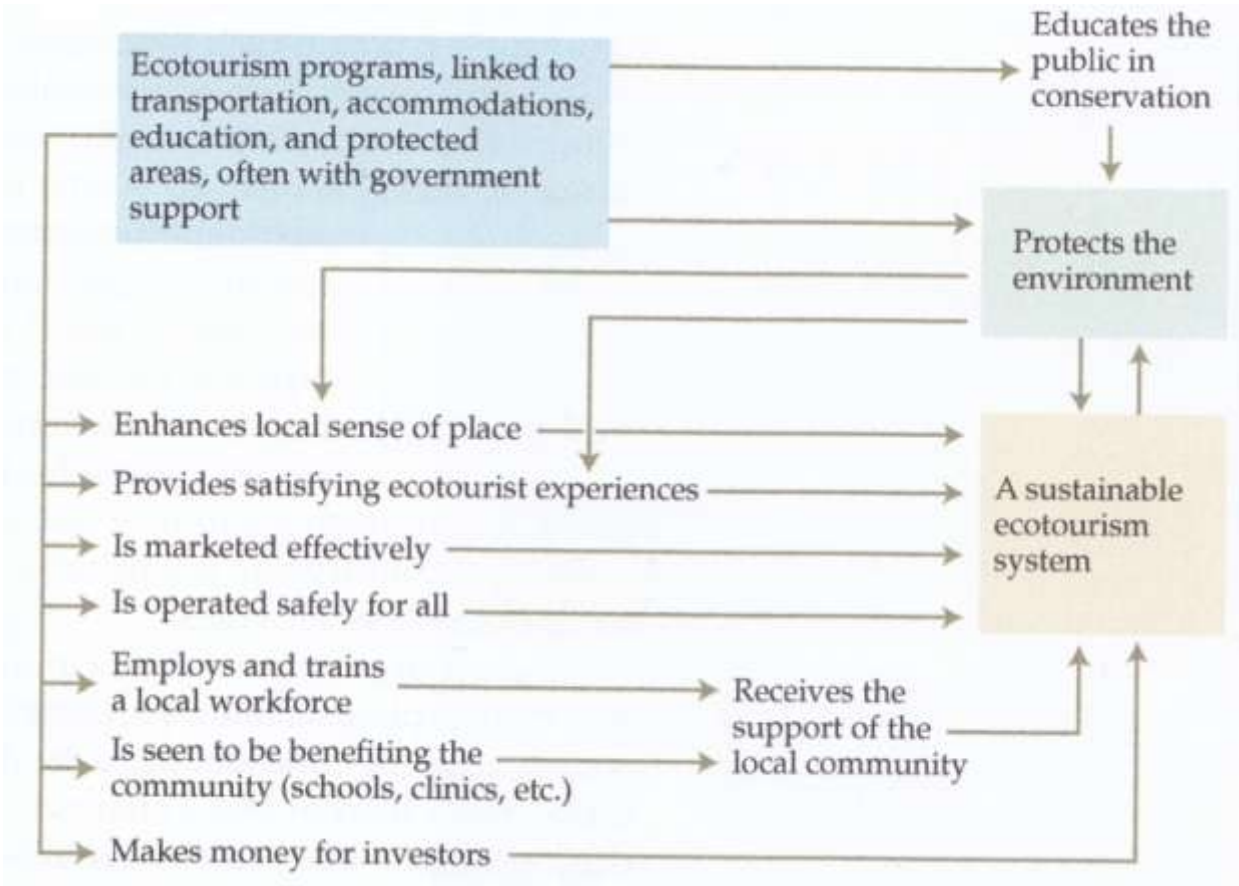 Educates the
public in
conservation
Ecotourism programs, linked to
transportation, accommodations,
education, and protected
areas, often with government
support
Protects the
environment
Enhances local sense of place
Provides satisfying ecotourist experiences
A sustainable
ecotourism
system
Is marketed effectively
Is operated safely for all
Employs and trains
a local workforce
Receives the
support of the
local community
Is seen to be benefiting the
community (schools, clinics, etc.)
Makes money for investors